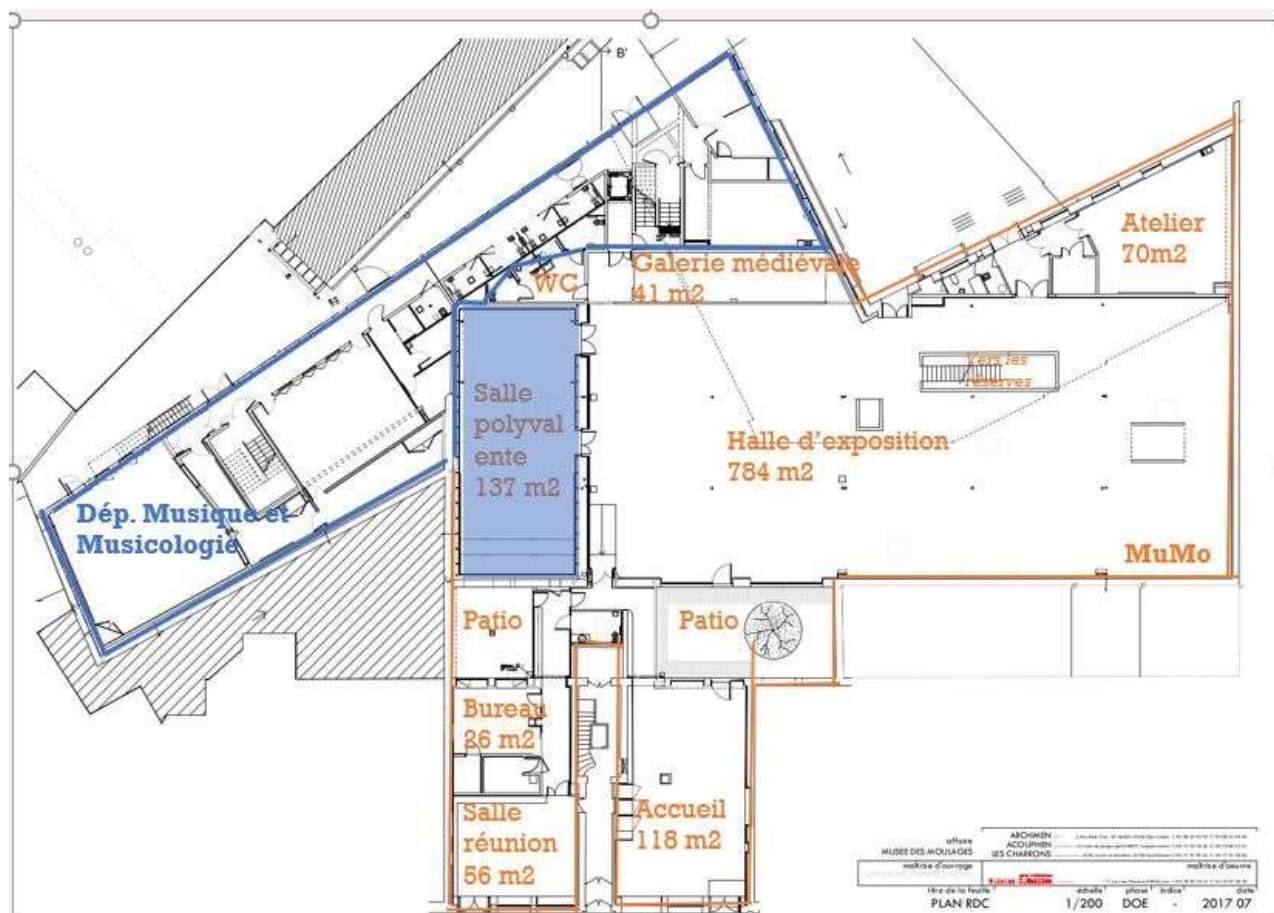 B'
Atelier
70m2
Galerie médiévale
41 m2
WC
Vers les
réserves
Salle
polyval
ente
137 m2
Halle d'exposition
784 m2
Dép. Musique et
Musicologie
MuMo
Patio
Patio
Bureau
26 m2
Salle
réunion
56 m2
Accueil
118 m2
affaire
MUSEE DES MOULAGES
ARCHIMEN
ACOUPHEN
LES CHARRONS
maîtrise d'ouvrage
maîtrise d'oeuvre
titre de la feuille
échelle
phase
indice
date
PLAN RDC
1/200
DOE
-
2017 07